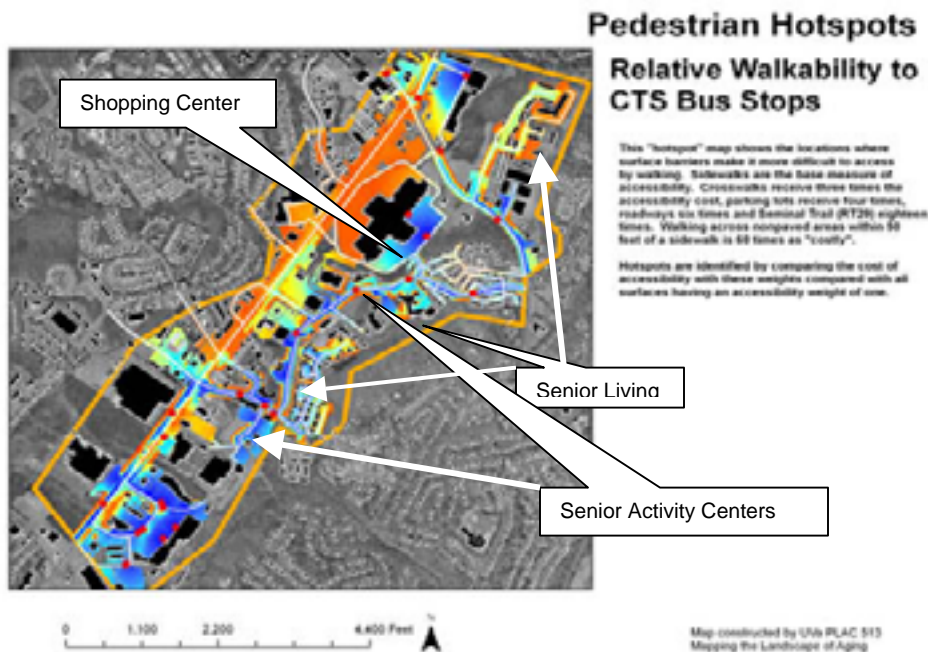 Pedestrian Hotspots
Relative Walkability to
CTS Bus Stops
This "hotspot" map shows the locations where
surface barriers make it more difficult to access
by walking. Sidewalks are the base measure of
accessibility. Crosswalks receive three times the
accessibility cost, parking lots receive four times,
roadways six times and Seminal Trail (RT29) eighteen
times. Walking across nonpaved areas within 50
feet of a sidewalk is 60 times as "costly".
Hotspots are identified by comparing the cost of
accessibility with these weights compared with all
surfaces having an accessibility weight of one.
Shopping Center
Senior Living
Senior Activity Centers
0 1,100 2,200 4,400 Feet
N
Map constructed by UVa PLAC 513
Mapping the Landscape of Aging